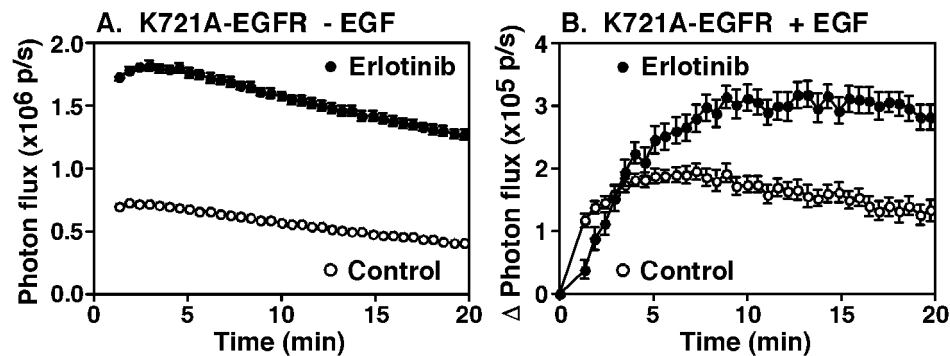 A. K721A-EGFR - EGF
Photon flux (x10⁶ p/s)
2.0
1.5
1.0
0.5
0.0
Erlotinib
Control
0 5 10 15 20
Time (min)
B. K721A-EGFR + EGF
Δ Photon flux (x10⁵ p/s)
4
3
2
1
0
Erlotinib
Control
0 5 10 15 20
Time (min)